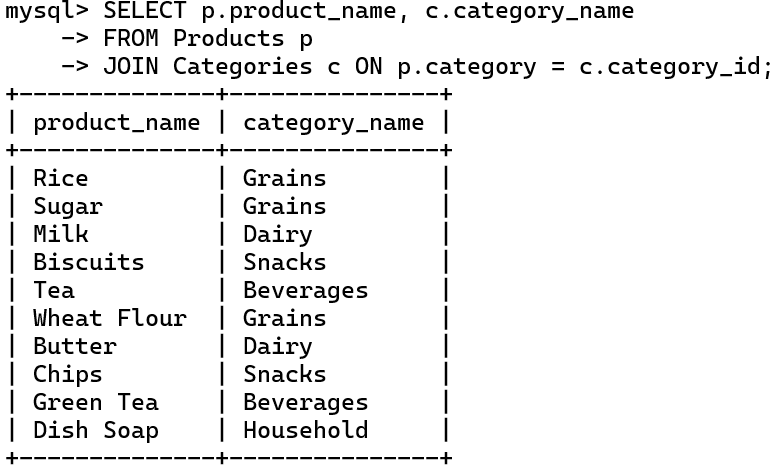 mysql> SELECT p.product_name, c.category_name
    -> FROM Products p
    -> JOIN Categories c ON p.category = c.category_id;
+--------------+---------------+
| product_name | category_name |
+--------------+---------------+
| Rice         | Grains        |
| Sugar        | Grains        |
| Milk         | Dairy         |
| Biscuits     | Snacks        |
| Tea          | Beverages     |
| Wheat Flour  | Grains        |
| Butter       | Dairy         |
| Chips        | Snacks        |
| Green Tea    | Beverages     |
| Dish Soap    | Household     |
+--------------+---------------+